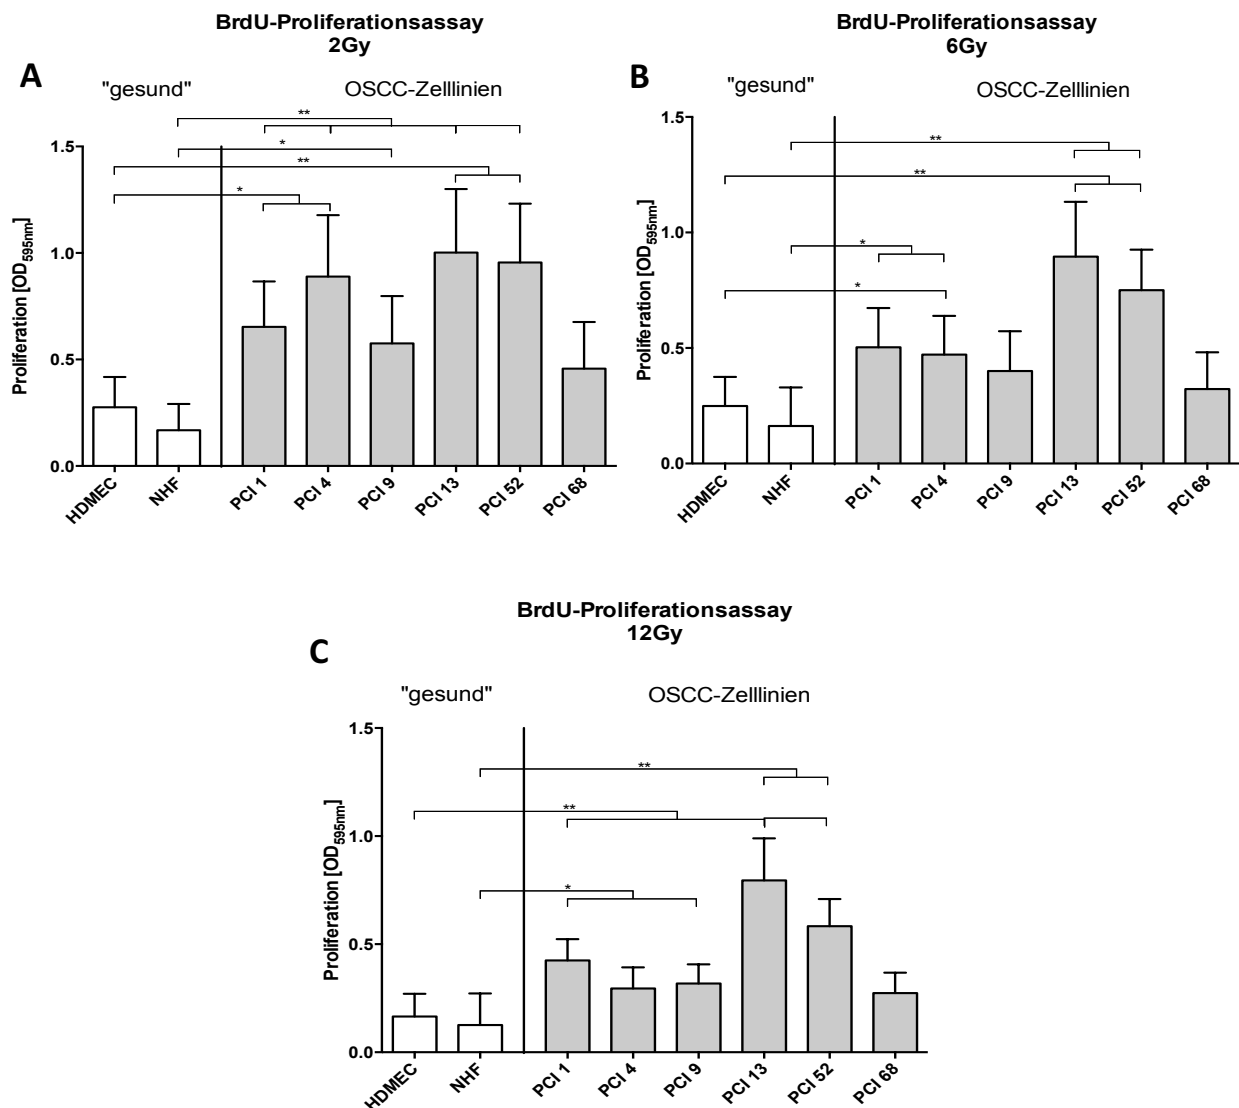 BrdU-Proliferationsassay
2Gy
A
"gesund" OSCC-Zelllinien
**
*
**
*
Proliferation [OD595nm]
1.5
1.0
0.5
0.0
HDMEC NHF PCI 1 PCI 4 PCI 9 PCI 13 PCI 52 PCI 68
BrdU-Proliferationsassay
6Gy
B
"gesund" OSCC-Zelllinien
**
**
*
*
Proliferation [OD595nm]
1.5
1.0
0.5
0.0
HDMEC NHF PCI 1 PCI 4 PCI 9 PCI 13 PCI 52 PCI 68
BrdU-Proliferationsassay
12Gy
C
"gesund" OSCC-Zelllinien
**
**
*
Proliferation [OD595nm]
1.5
1.0
0.5
0.0
HDMEC NHF PCI 1 PCI 4 PCI 9 PCI 13 PCI 52 PCI 68